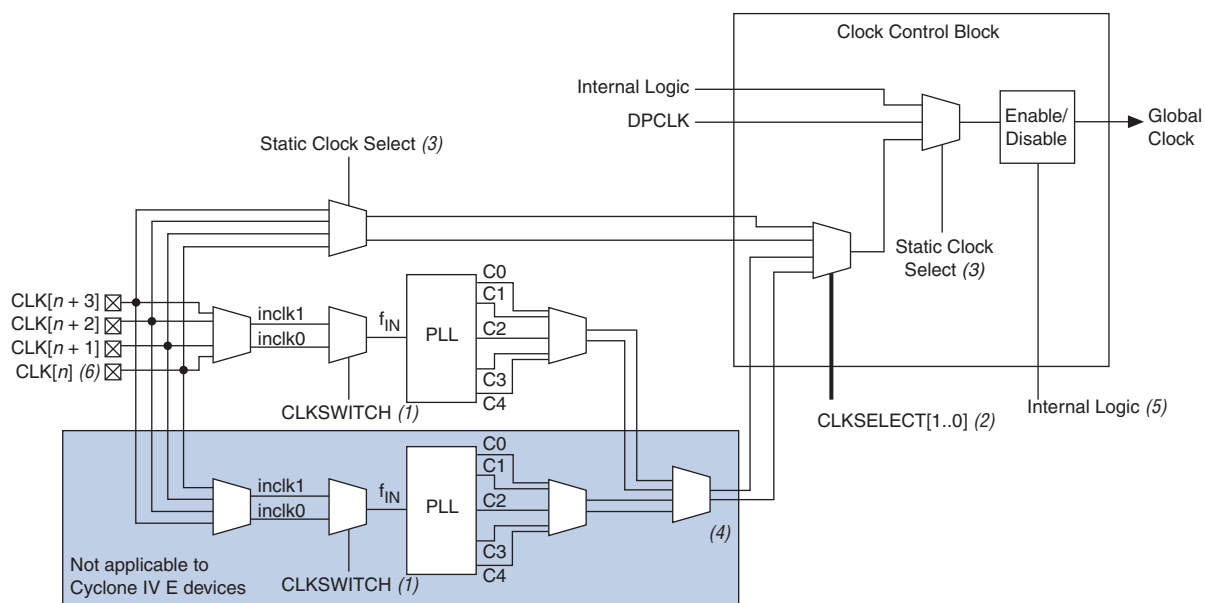 Clock Control Block
Internal Logic
DPCLK
Enable/
Disable
Global
Clock
Static Clock Select (3)
Static Clock
Select (3)
CLK[n + 3]
CLK[n + 2]
CLK[n + 1]
CLK[n] (6)
inclk1
inclk0
fIN
PLL
C0
C1
C2
C3
C4
CLKSWITCH (1)
CLKSELECT[1..0] (2)
Internal Logic (5)
inclk1
inclk0
fIN
PLL
C0
C1
C2
C3
C4
(4)
CLKSWITCH (1)
Not applicable to
Cyclone IV E devices